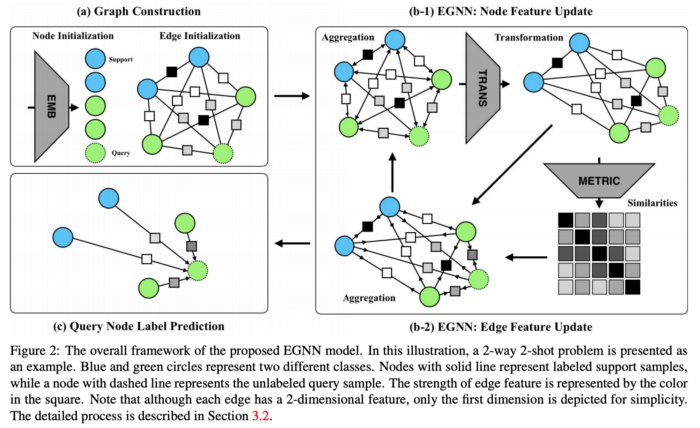 (a) Graph Construction
Node Initialization
Edge Initialization
EMB
Support
Query
(b-1) EGNN: Node Feature Update
Aggregation
Transformation
TRANS
METRIC
Similarities
Aggregation
(c) Query Node Label Prediction
(b-2) EGNN: Edge Feature Update
Figure 2: The overall framework of the proposed EGNN model. In this illustration, a 2-way 2-shot problem is presented as
an example. Blue and green circles represent two different classes. Nodes with solid line represent labeled support samples,
while a node with dashed line represents the unlabeled query sample. The strength of edge feature is represented by the color
in the square. Note that although each edge has a 2-dimensional feature, only the first dimension is depicted for simplicity.
The detailed process is described in Section 3.2.